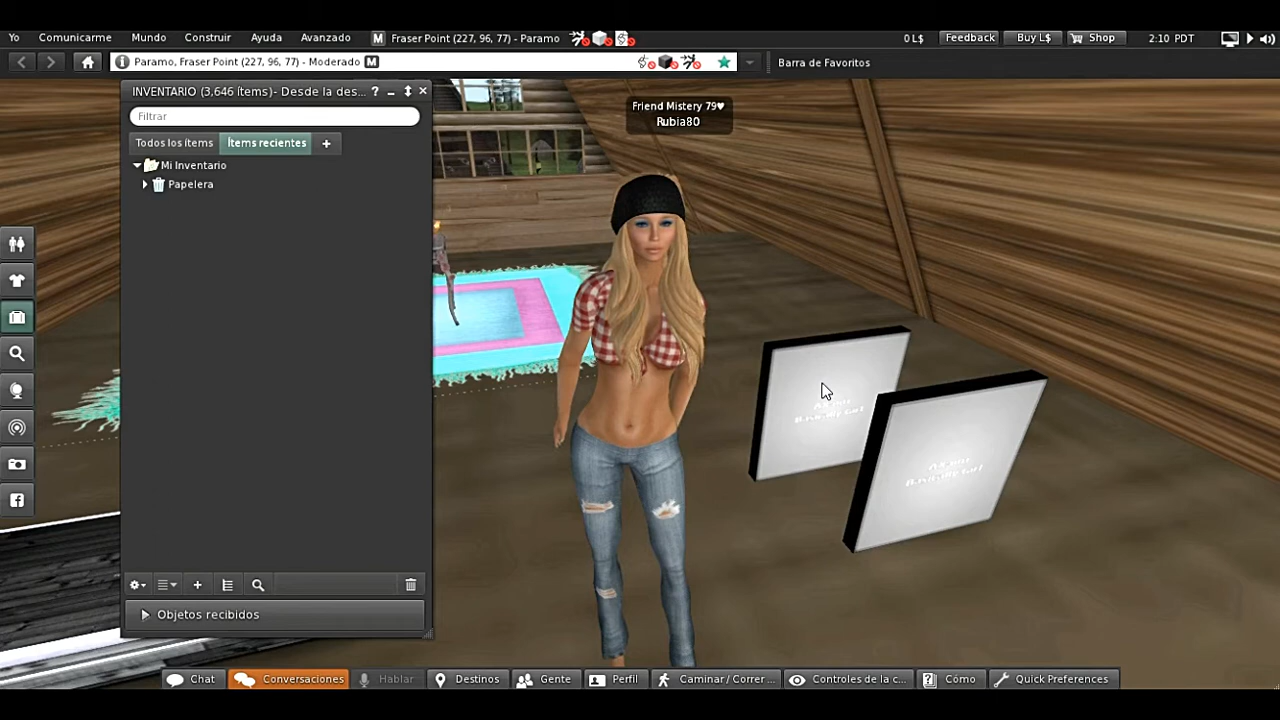 Yo Comunicarme Mundo Construir Ayuda Avanzado M Fraser Point (227, 96, 77) - Paramo 0 L$ Feedback Buy L$ Shop 2:10 PDT
Paramo, Fraser Point (227, 96, 77) - Moderado M Barra de Favoritos
INVENTARIO (3,646 Ítems)- Desde la des... ?
Filtrar
Todos los ítems Ítems recientes +
Mi Inventario
Papelera
Objetos recibidos
Friend Mistery 79♥
Rubia80
Chat Conversaciones Hablar Destinos Gente Perfil Caminar / Correr ... Controles de la c... Cómo Quick Preferences